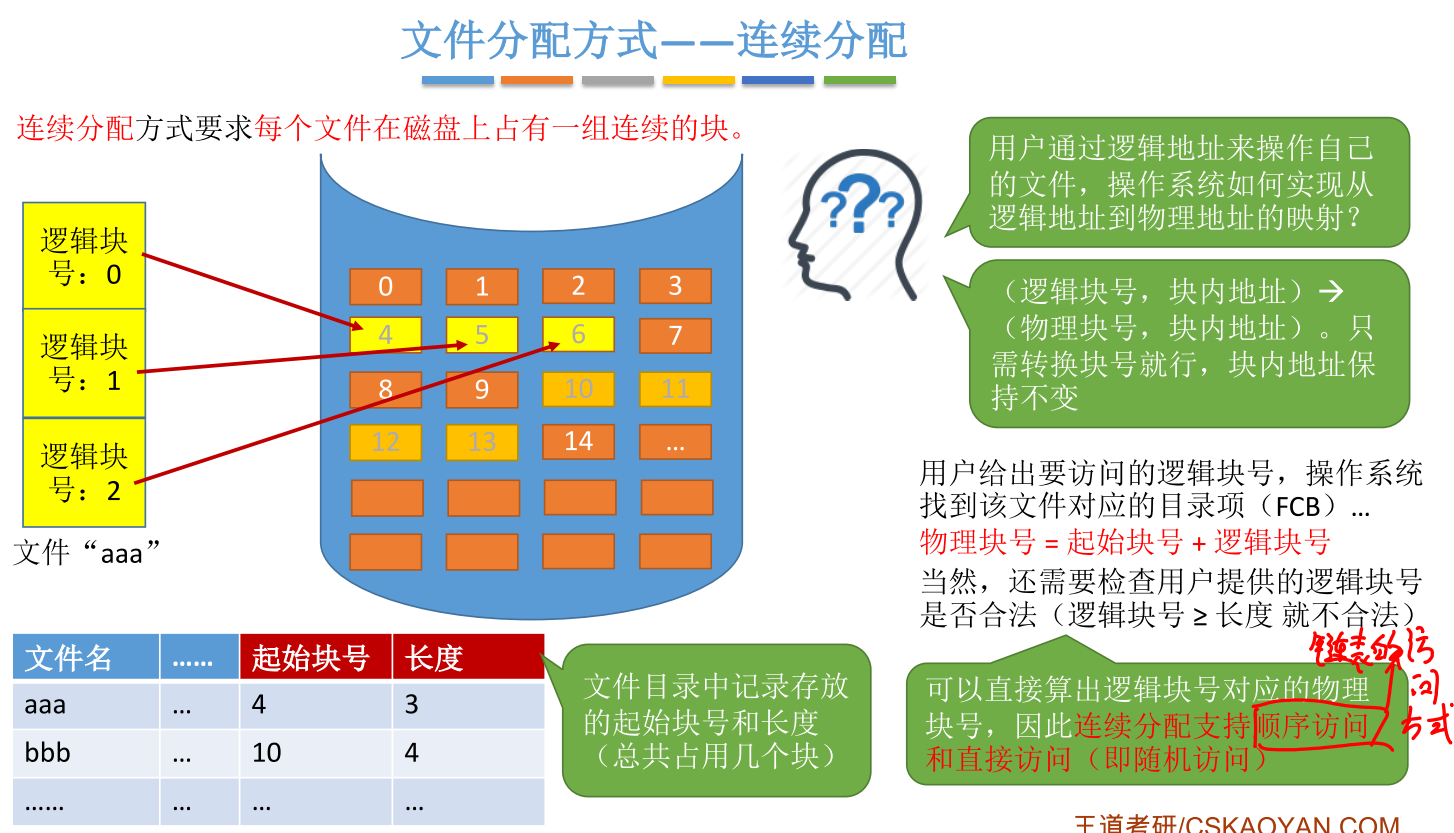 文件分配方式——连续分配
连续分配方式要求每个文件在磁盘上占有一组连续的块。
逻辑块
号：0
逻辑块
号：1
逻辑块
号：2
文件“aaa”
0 1 2 3
4 5 6 7
8 9 10 11
12 13 14 ...
???
用户通过逻辑地址来操作自己
的文件，操作系统如何实现从
逻辑地址到物理地址的映射？
（逻辑块号，块内地址）→
（物理块号，块内地址）。只
需转换块号就行，块内地址保
持不变
用户给出要访问的逻辑块号，操作系统
找到该文件对应的目录项（FCB）...
物理块号 = 起始块号 + 逻辑块号
当然，还需要检查用户提供的逻辑块号
是否合法（逻辑块号 ≥ 长度 就不合法）
链表的访
问
方式
可以直接算出逻辑块号对应的物理
块号，因此连续分配支持顺序访问
和直接访问（即随机访问）
文件名 …… 起始块号 长度
aaa ... 4 3
bbb ... 10 4
…… ... ... ...
文件目录中记录存放
的起始块号和长度
（总共占用几个块）
王道考研/CSKAOYAN.COM